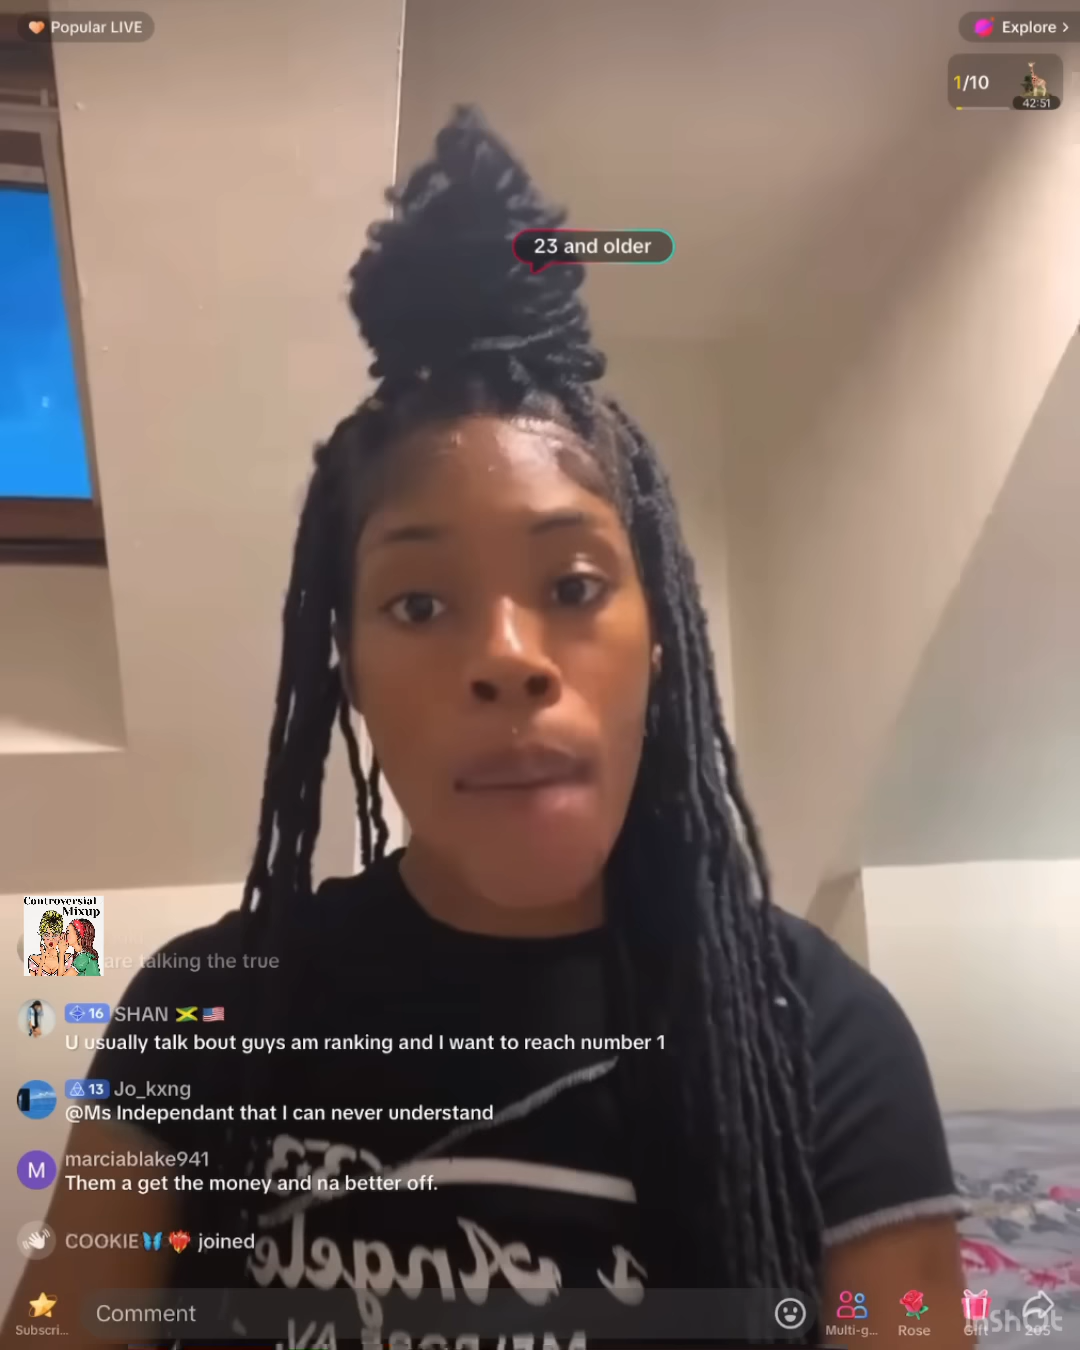 Popular LIVE
Explore >
1/10
42:51
23 and older
Controversial
Mixup
are talking the true
16 SHAN 🇯🇲🇺🇸
U usually talk bout guys am ranking and I want to reach number 1
13 Jo_kxng
@Ms Independant that I can never understand
M
marciablake941
Them a get the money and na better off.
COOKIE🦋❤️‍🔥 joined
s Angele
Subscri...
Comment
Multi-g...
Rose
Gift
205
InShot